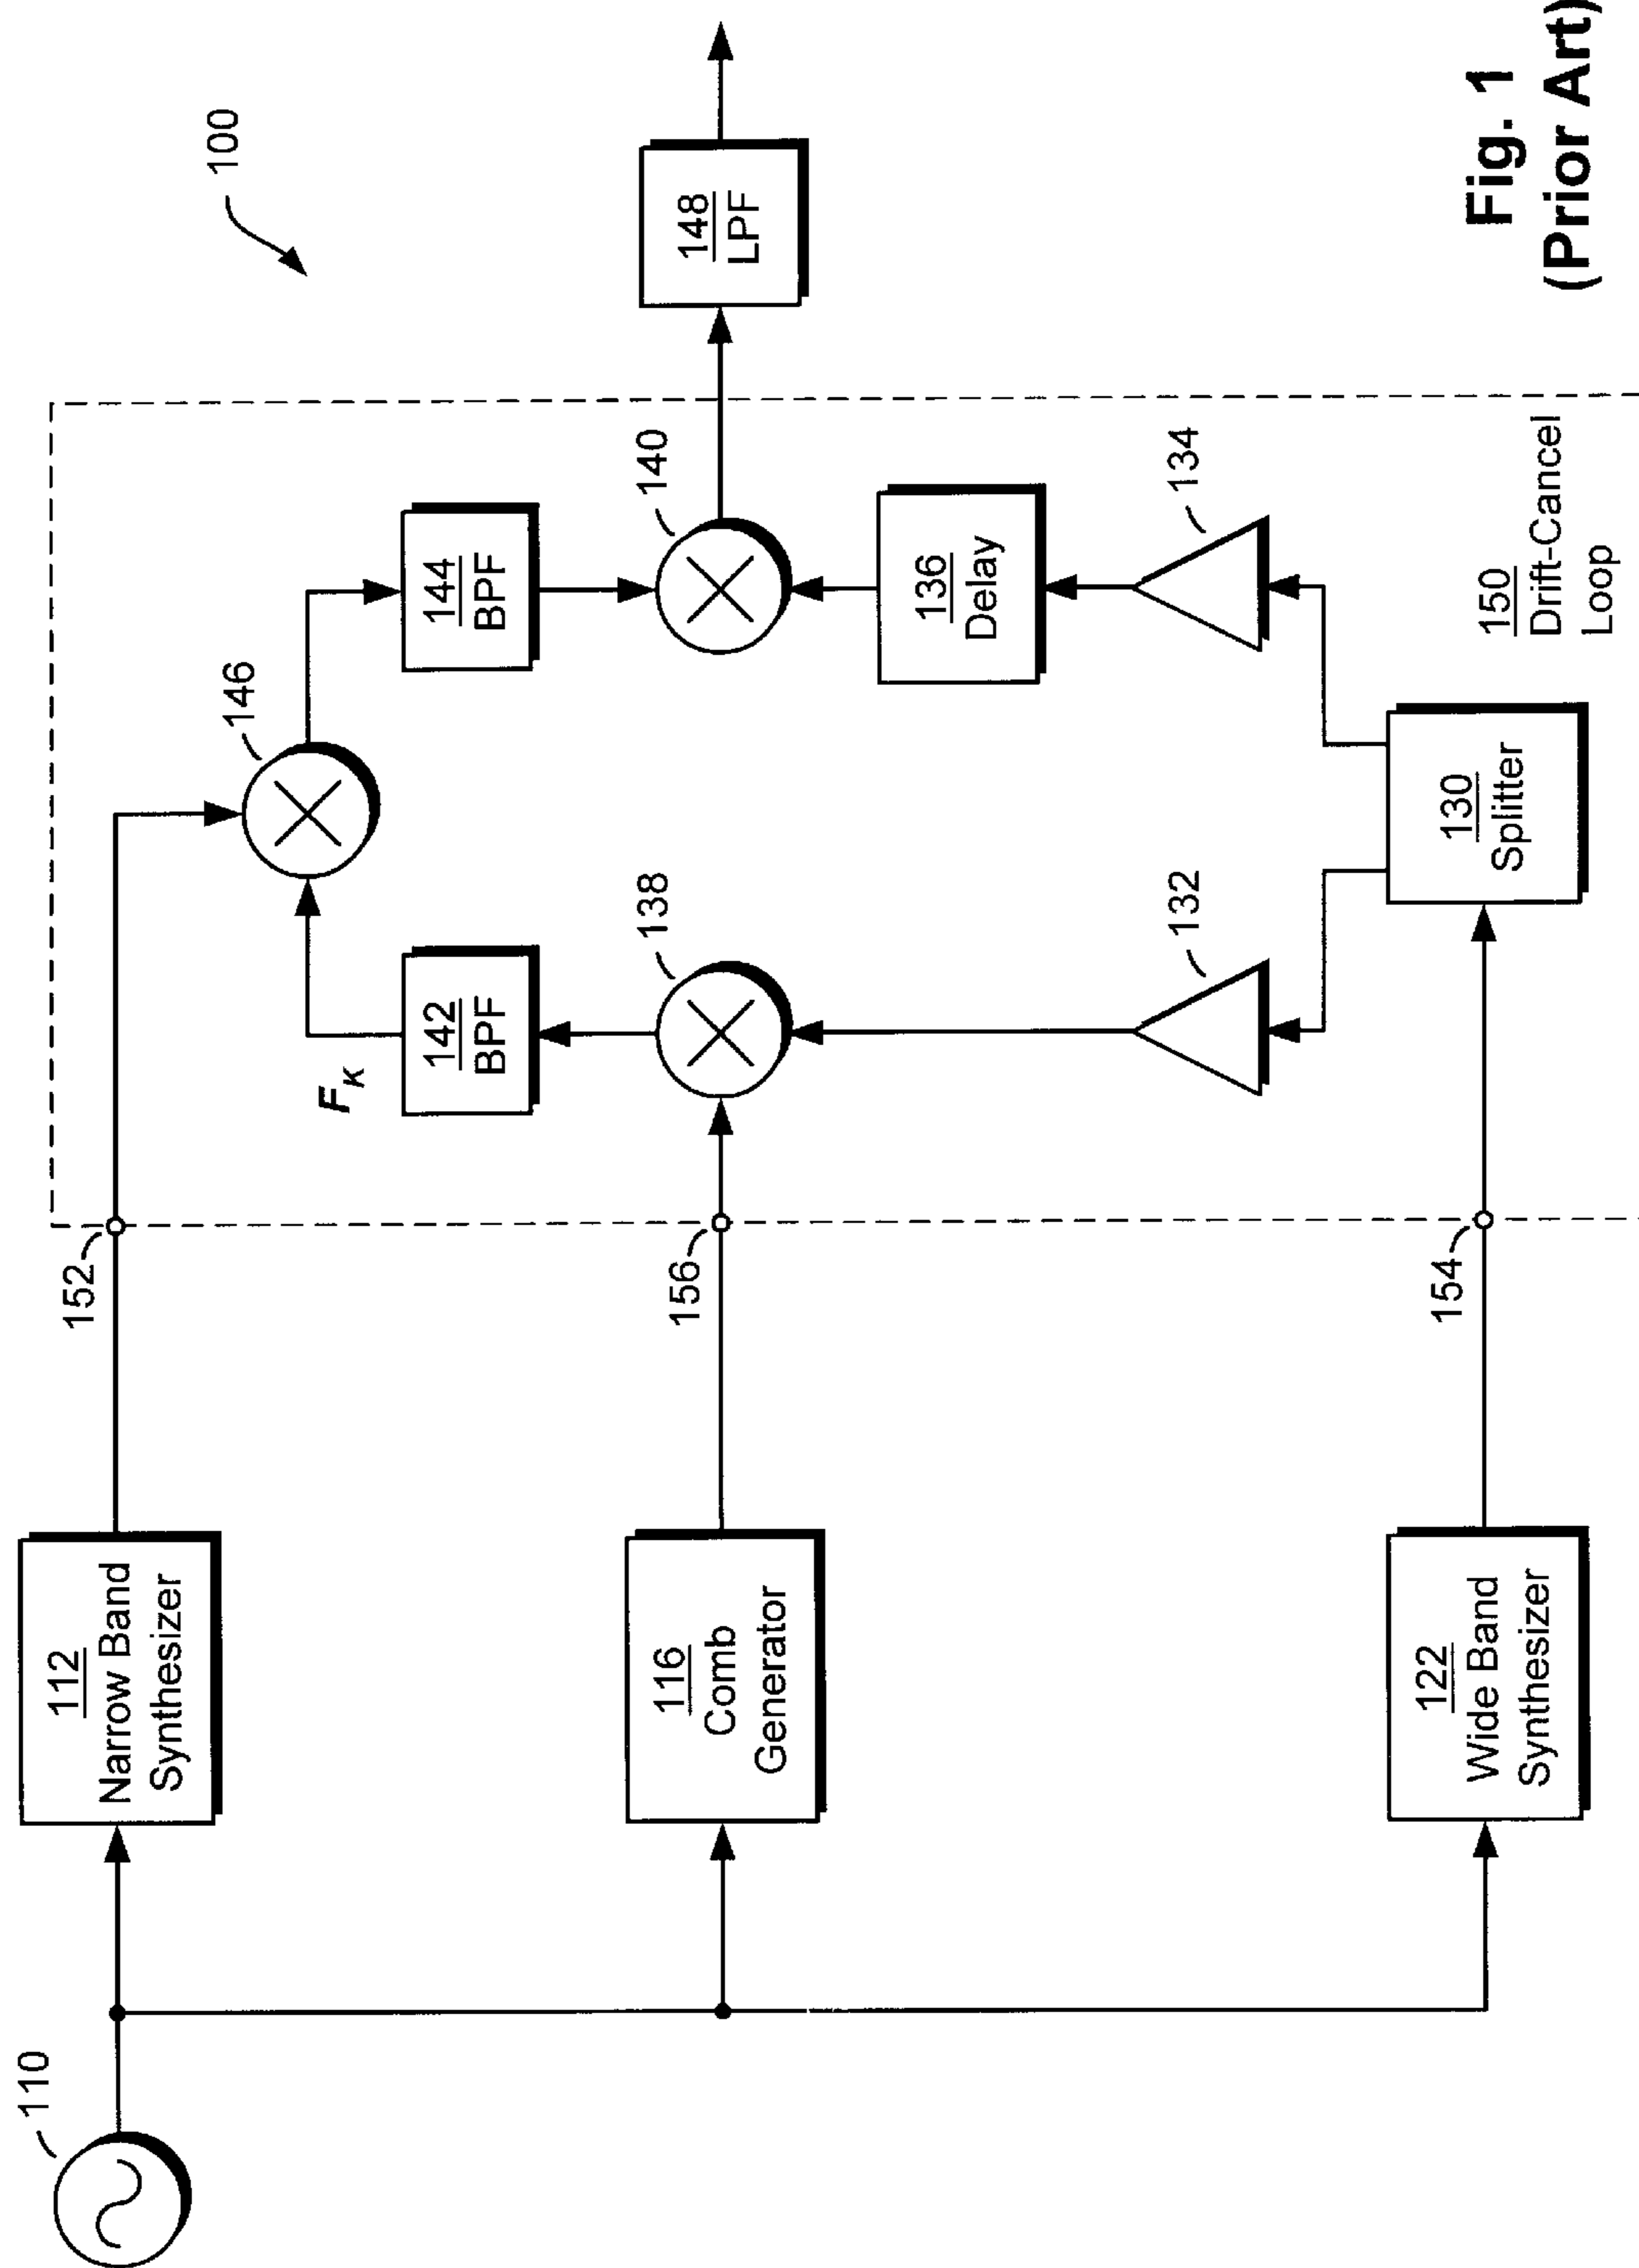 100
110
112
Narrow Band
Synthesizer
152
146
F_K
142
BPF
144
BPF
116
Comb
Generator
156
138
140
148
LPF
136
Delay
132
134
122
Wide Band
Synthesizer
154
130
Splitter
150
Drift-Cancel
Loop
Fig. 1
(Prior Art)